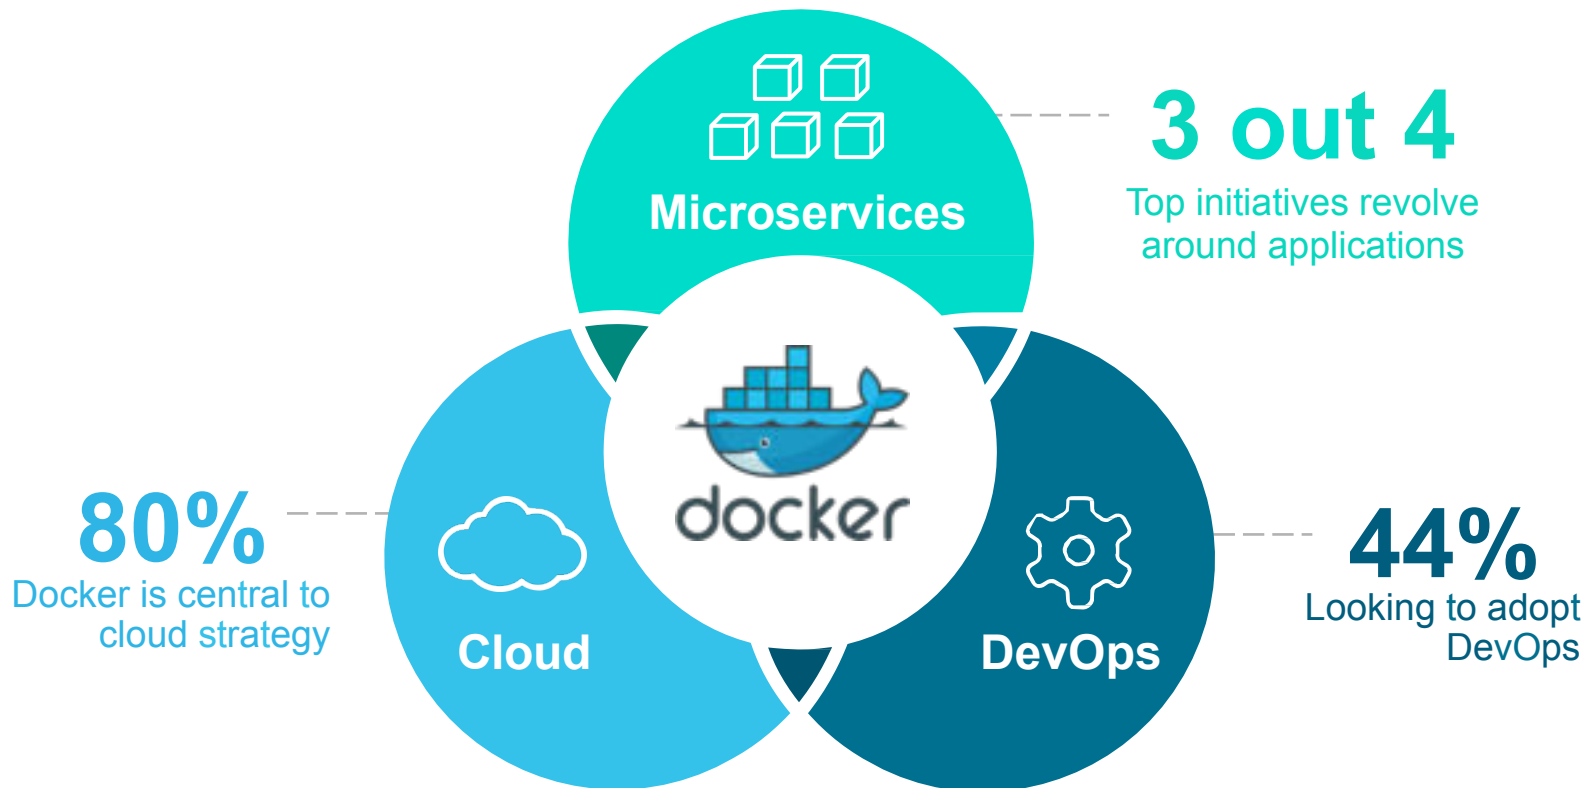 Microservices
3 out 4
Top initiatives revolve
around applications
docker
80%
Docker is central to
cloud strategy
Cloud
DevOps
44%
Looking to adopt
DevOps